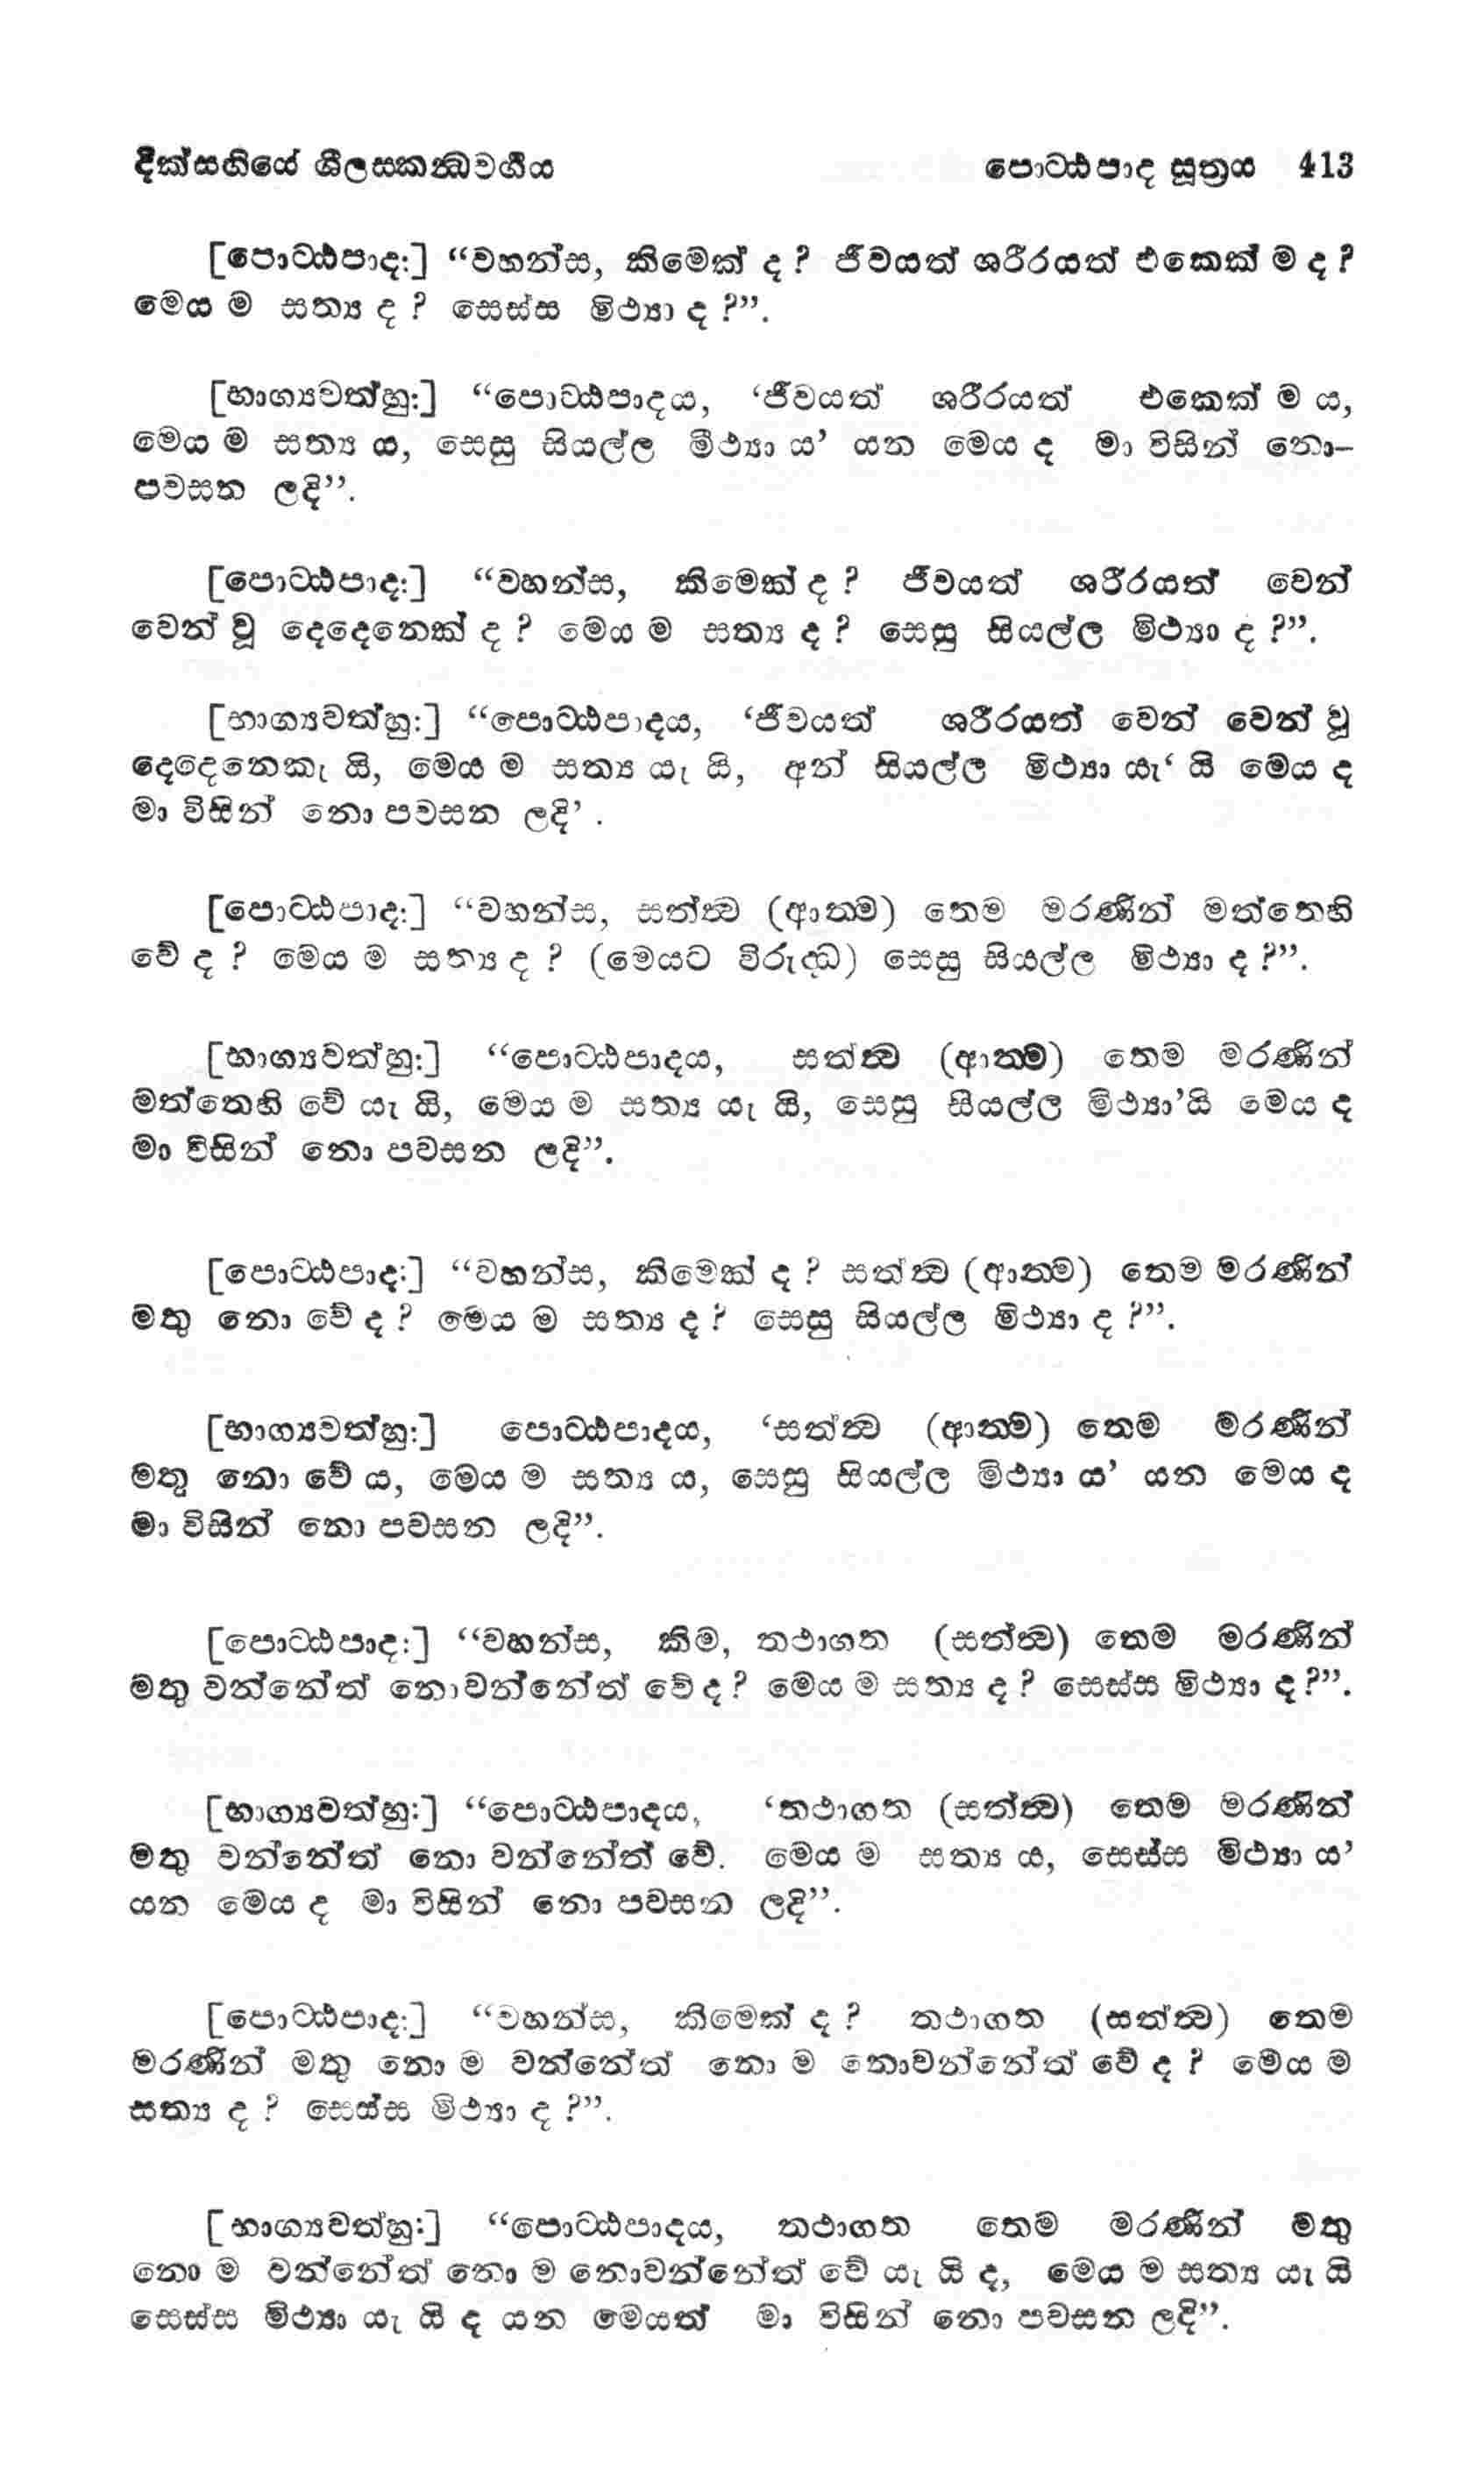 දික්සඟියේ ශීලස‍කන්‍ධවර්‍ගය පොට්ඨපාද සූත්‍රය 413
[පොට්ඨපාද:] “වහන්ස, කිමෙක් ද? ජීවයත් ශරීරයත් එකෙක් ම ද?
මෙය ම සත්‍ය ද? සෙස්ස මිථ්‍යා ද?”.
[භාග්‍යවත්හු:] “පොට්ඨපාදය, ‘ජීවයත් ශරීරයත් එකෙක් ම ය,
මෙය ම සත්‍ය ය, සෙසු සියල්ල මීථ්‍යා ය’ යන මෙය ද මා විසින් නො-
පවසන ලදි”.
[පොට්ඨපාද:] “වහන්ස, කිමෙක් ද? ජීවයත් ශරීරයත් වෙන්
වෙන් වූ දෙදෙනෙක් ද? මෙය ම සත්‍ය ද? සෙසු සියල්ල මිථ්‍යා ද?”.
[භාග්‍යවත්හු:] “පොට්ඨපාදය, ‘ජීවයත් ශරීරයත් වෙන් වෙන් වූ
දෙදෙනෙකැ යි, මෙය ම සත්‍ය යැ යි, අන් සියල්ල මිථ්‍යා යැ‘ යි මෙය ද
මා විසින් නො පවසන ලදි’.
[පොට්ඨපාද:] “වහන්ස, සත්ත්‍ව (ආත්‍ම) තෙම මරණින් මත්තෙහි
වේ ද? මෙය ම සත්‍ය ද? (මෙයට විරුද්‍ධ) සෙසු සියල්ල මිථ්‍යා ද?”.
[භාග්‍යවත්හු:] “පොට්ඨපාදය, සත්ත්‍ව (ආත්‍ම) තෙම මරණින්
මත්තෙහි වේ යැ යි, මෙය ම සත්‍ය යැ යි, සෙසු සියල්ල මිථ්‍යා’යි මෙය ද
මා විසින් නො පවසන ලදි”.
[පොට්ඨපාද:] “වහන්ස, කිමෙක් ද? සත්ත්‍ව (ආත්‍ම) තෙම මරණින්
මතු නො වේ ද? මෙය ම සත්‍ය ද? සෙසු සියල්ල මිථ්‍යා ද?”.
[භාග්‍යවත්හු:] පොට්ඨපාදය, ‘සත්ත්‍ව (ආත්‍ම) තෙම මරණින්
මතු නො වේ ය, මෙය ම සත්‍ය ය, සෙසු සියල්ල මිථ්‍යා ය’ යන මෙය ද
මා විසින් නො පවසන ලදි”.
[පොට්ඨපාද:] “වහන්ස, කිම, තථාගත (සත්ත්‍ව) තෙම මරණින්
මතු වන්නේත් නොවන්නේත් වේ ද? මෙය ම සත්‍ය ද? සෙස්ස මිථ්‍යා ද?”.
[භාග්‍යවත්හු:] “පොට්ඨපාදය, ‘තථාගත (සත්ත්‍ව) තෙම මරණින්
මතු වන්නේත් නො වන්නේත් වේ. මෙය ම සත්‍ය ය, සෙස්ස මිථ්‍යා ය’
යන මෙය ද මා විසින් නො පවසන ලදි”.
[පොට්ඨපාද:] “වහන්ස, කිමෙක් ද? තථාගත (සත්ත්‍ව) තෙම
මරණින් මතු නො ම වන්නේත් නො ම නොවන්නේත් වේ ද? මෙය ම
සත්‍ය ද? සෙස්ස මිථ්‍යා ද?”.
[භාග්‍යවත්හු:] “පොට්ඨපාදය, තථාගත තෙම මරණින් මතු
නො ම වන්නේත් නො ම නොවන්නේත් වේ යැ යි ද, මෙය ම සත්‍ය යැ යි
සෙස්ස මිථ්‍යා යැ යි ද යන මෙයත් මා විසින් නො පවසන ලදි”.